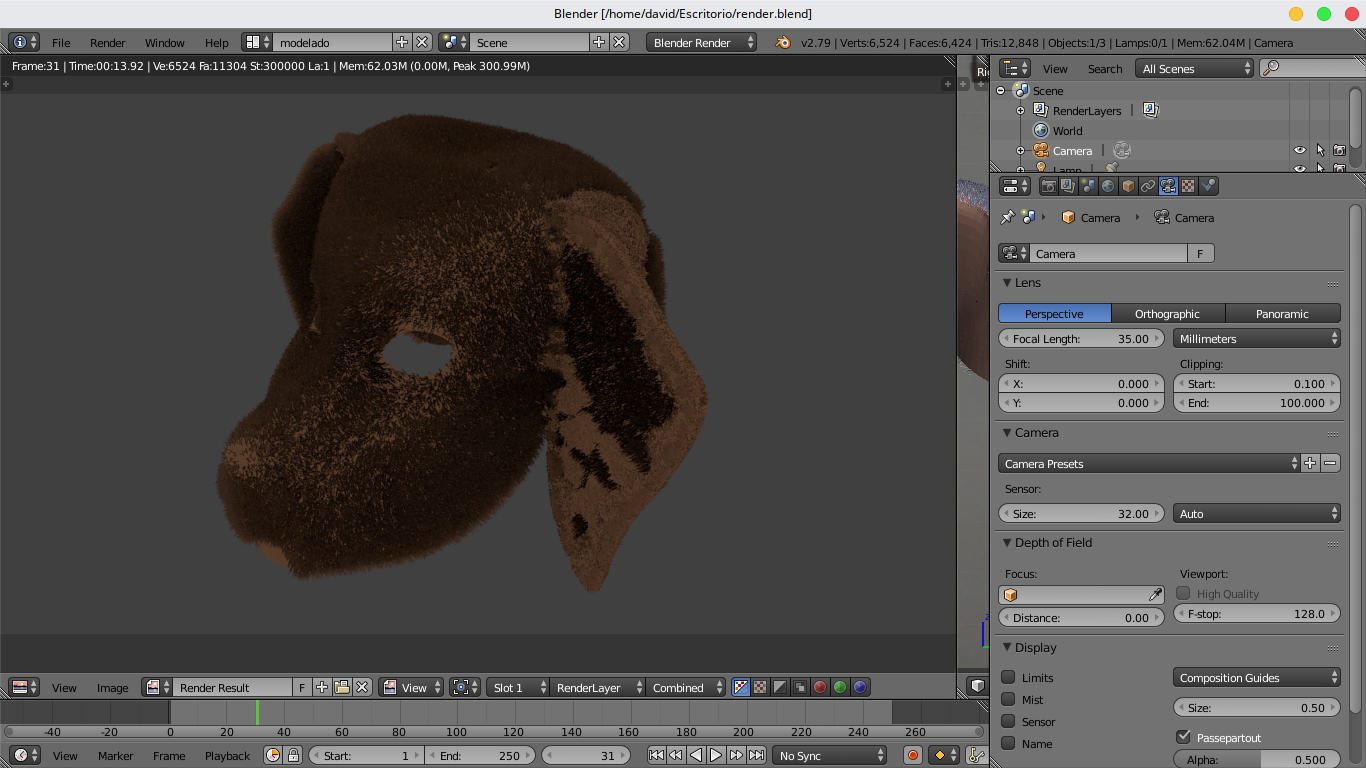 Blender [/home/david/Escritorio/render.blend]
File Render Window Help modelado Scene Blender Render v2.79 | Verts:6,524 | Faces:6,424 | Tris:12,848 | Objects:1/3 | Lamps:0/1 | Mem:62.04M | Camera
Frame:31 | Time:00:13.92 | Ve:6524 Fa:11304 St:300000 La:1 | Mem:62.03M (0.00M, Peak 300.99M)
View Search All Scenes
Scene
RenderLayers |
World
Camera |
Lamp
Camera Camera
Camera F
Lens
Perspective Orthographic Panoramic
Focal Length: 35.00 Millimeters
Shift: Clipping:
X: 0.000 Start: 0.100
Y: 0.000 End: 100.000
Camera
Camera Presets
Sensor:
Size: 32.00 Auto
Depth of Field
Focus: Viewport:
High Quality
Distance: 0.00 F-stop: 128.0
Display
Limits Composition Guides
Mist Size: 0.50
Sensor
Name Passepartout
Alpha: 0.500
View Image Render Result F View Slot 1 RenderLayer Combined
-40 -20 0 20 40 60 80 100 120 140 160 180 200 220 240 260
View Marker Frame Playback Start: 1 End: 250 31 No Sync